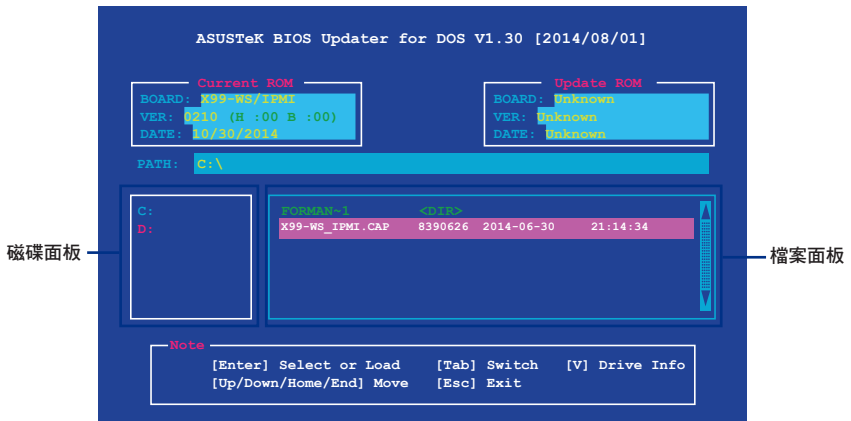 ASUSTeK BIOS Updater for DOS V1.30 [2014/08/01]
Current ROM
BOARD: X99-WS/IPMI
VER: 0210 (H :00 B :00)
DATE: 10/30/2014
Update ROM
BOARD: Unknown
VER: Unknown
DATE: Unknown
PATH: C:\
C:
D:
FORMAN~1 <DIR>
X99-WS_IPMI.CAP 8390626 2014-06-30 21:14:34
磁碟面板
檔案面板
Note
[Enter] Select or Load [Tab] Switch [V] Drive Info
[Up/Down/Home/End] Move [Esc] Exit